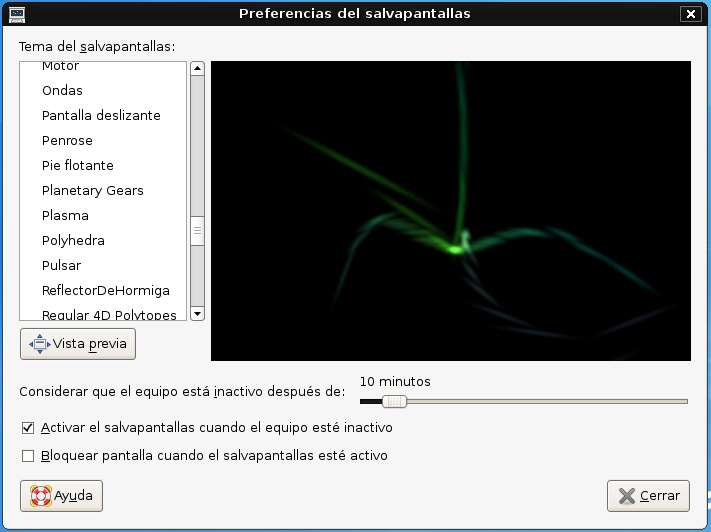 Preferencias del salvapantallas
Tema del salvapantallas:
Motor
Ondas
Pantalla deslizante
Penrose
Pie flotante
Planetary Gears
Plasma
Polyhedra
Pulsar
ReflectorDeHormiga
Regular 4D Polytopes
Vista previa
10 minutos
Considerar que el equipo está inactivo después de:
Activar el salvapantallas cuando el equipo esté inactivo
Bloquear pantalla cuando el salvapantallas esté activo
Ayuda
Cerrar